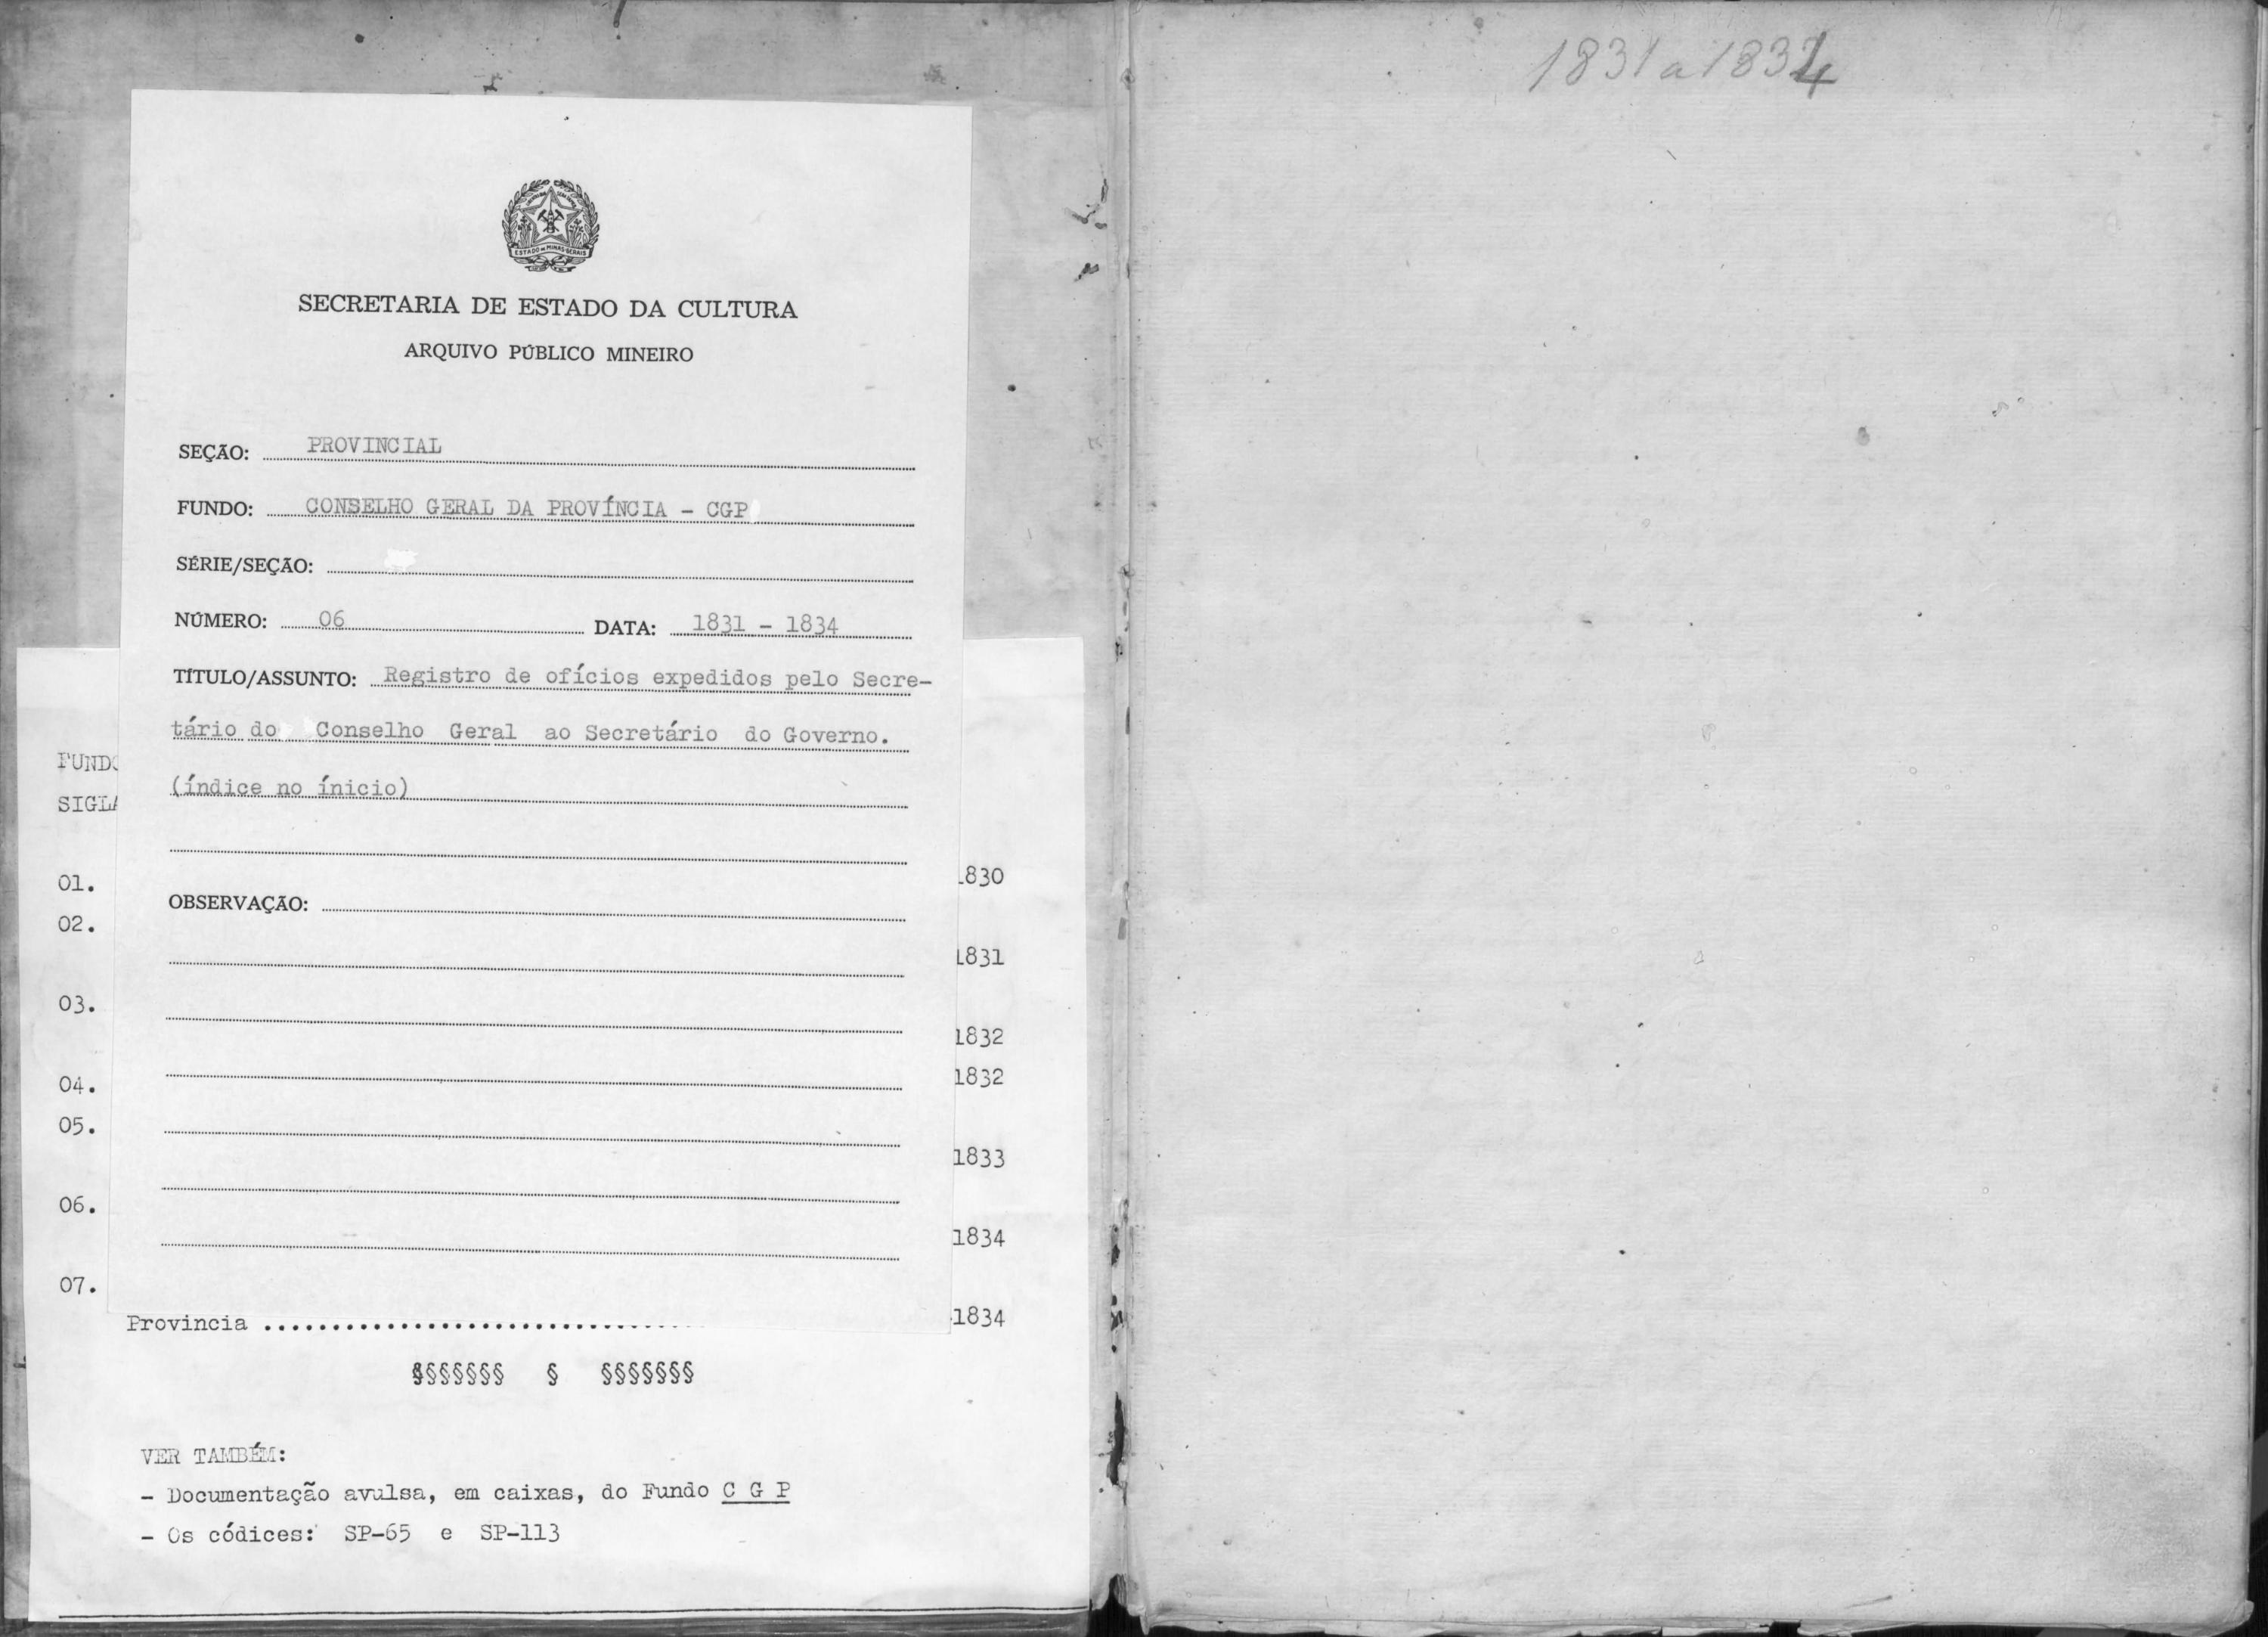 1831 a 1834
ESTADO DE MINAS GERAIS
SECRETARIA DE ESTADO DA CULTURA
ARQUIVO PÚBLICO MINEIRO
SEÇÃO: PROVINCIAL
FUNDO: CONSELHO GERAL DA PROVÍNCIA - CGP
SÉRIE/SEÇÃO:
NÚMERO: 06 DATA: 1831 - 1834
TÍTULO/ASSUNTO: Registro de ofícios expedidos pelo Secre-
tário do Conselho Geral ao Secretário do Governo.
(índice no ínicio)
OBSERVAÇÃO:
FUNDO
SIGLA
01. 1830
02.
1831
03.
1832
04. 1832
05.
1833
06.
1834
07.
Provincia .................................. 1834
§§§§§§§ § §§§§§§§
VER TAMBÉM:
- Documentação avulsa, em caixas, do Fundo C G P
- Os códices: SP-65 e SP-113